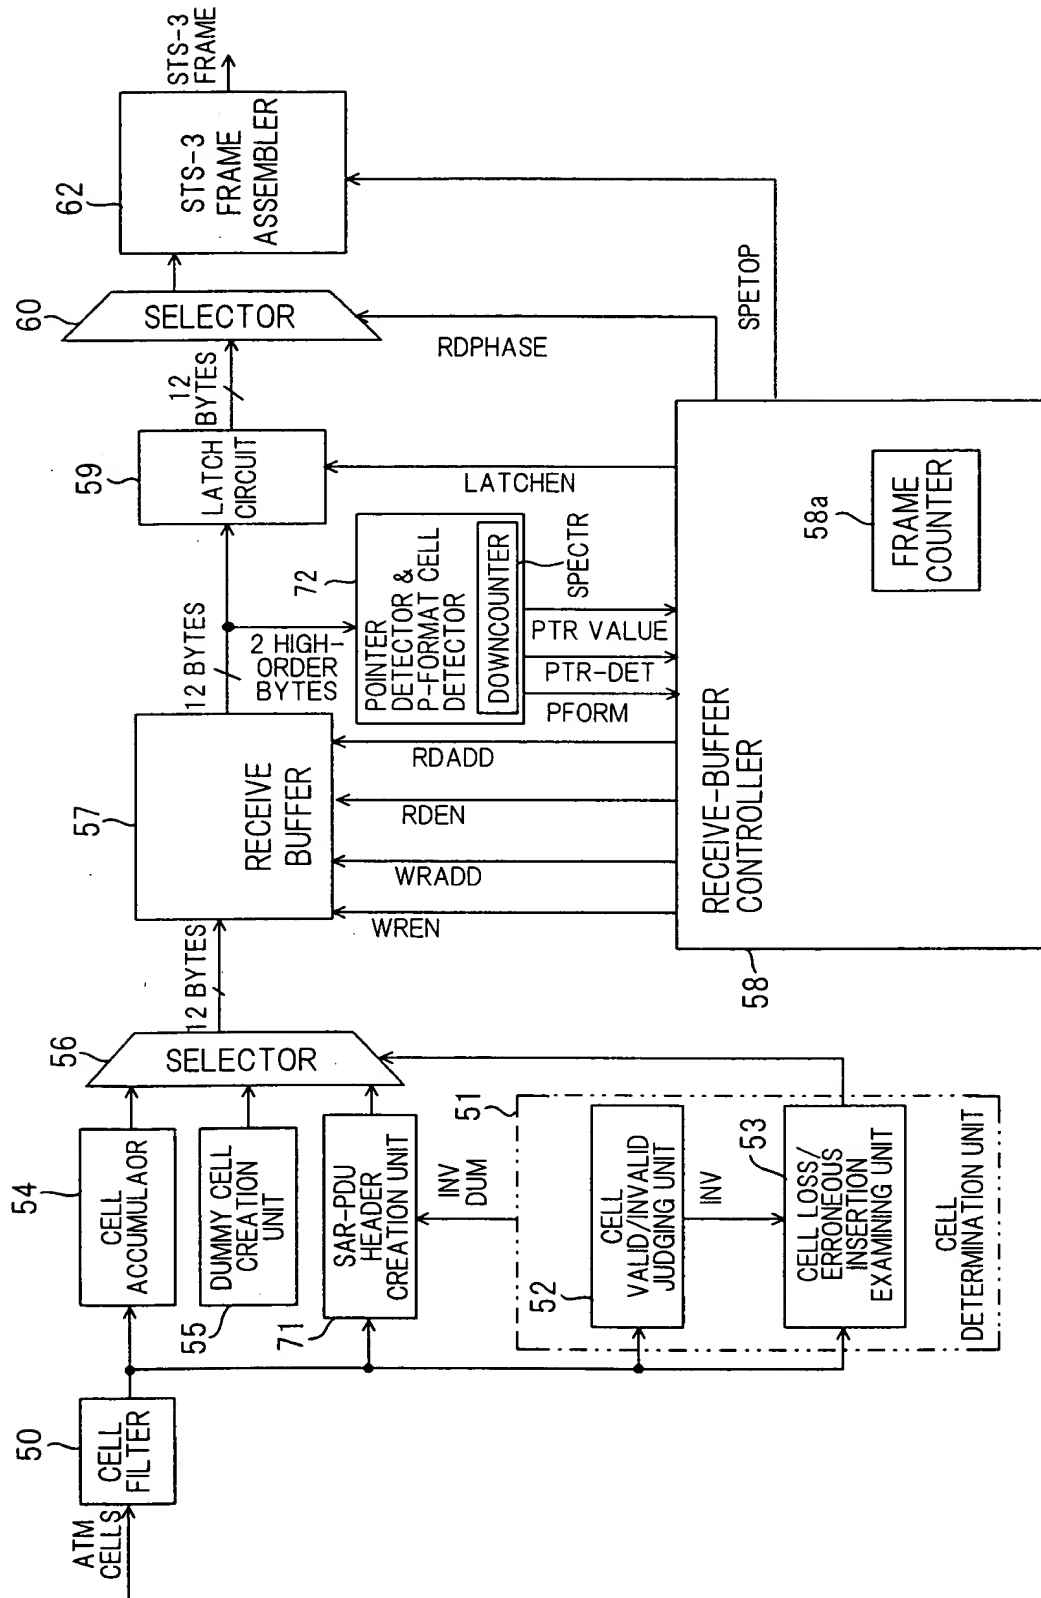 ATM
CELLS
50
CELL
FILTER
54
CELL
ACCUMULAOR
55
DUMMY CELL
CREATION
UNIT
71
SAR-PDU
HEADER
CREATION UNIT
56
SELECTOR
INV
DUM
51
52
CELL
VALID/INVALID
JUDGING UNIT
INV
53
CELL LOSS/
ERRONEOUS
INSERTION
EXAMINING UNIT
CELL
DETERMINATION UNIT
12 BYTES
57
RECEIVE
BUFFER
WREN
WRADD
RDEN
RDADD
12 BYTES
2 HIGH-
ORDER
BYTES
72
POINTER
DETECTOR &
P-FORMAT CELL
DETECTOR
DOWNCOUNTER
SPECTR
PFORM
PTR-DET
PTR VALUE
58
RECEIVE-BUFFER
CONTROLLER
58a
FRAME
COUNTER
59
LATCH
CIRCUIT
LATCHEN
12
BYTES
60
SELECTOR
RDPHASE
SPETOP
62
STS-3
FRAME
ASSEMBLER
STS-3
FRAME